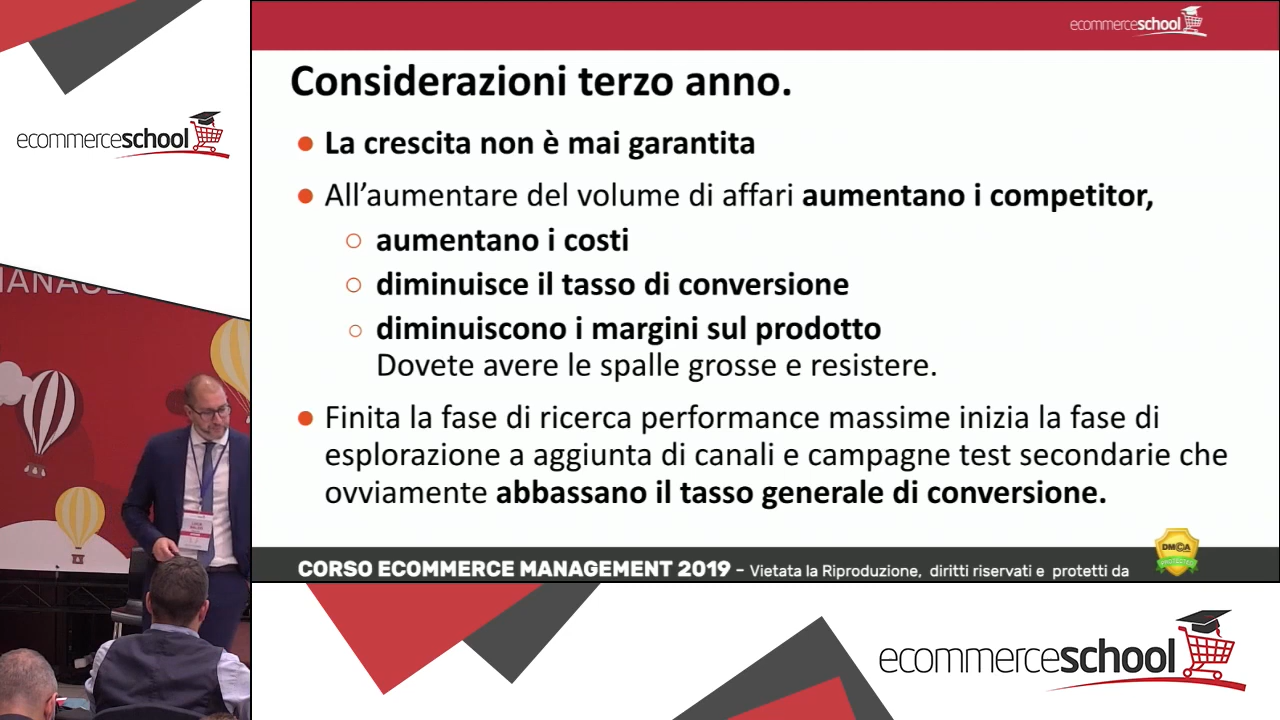 ecommerceschool
Considerazioni terzo anno.
● La crescita non è mai garantita
● All’aumentare del volume di affari aumentano i competitor,
○ aumentano i costi
○ diminuisce il tasso di conversione
○ diminuiscono i margini sul prodotto
Dovete avere le spalle grosse e resistere.
● Finita la fase di ricerca performance massime inizia la fase di
esplorazione a aggiunta di canali e campagne test secondarie che
ovviamente abbassano il tasso generale di conversione.
CORSO ECOMMERCE MANAGEMENT 2019 – Vietata la Riproduzione, diritti riservati e protetti da
DMCA
PROTECTED
ecommerceschool
ecommerceschool